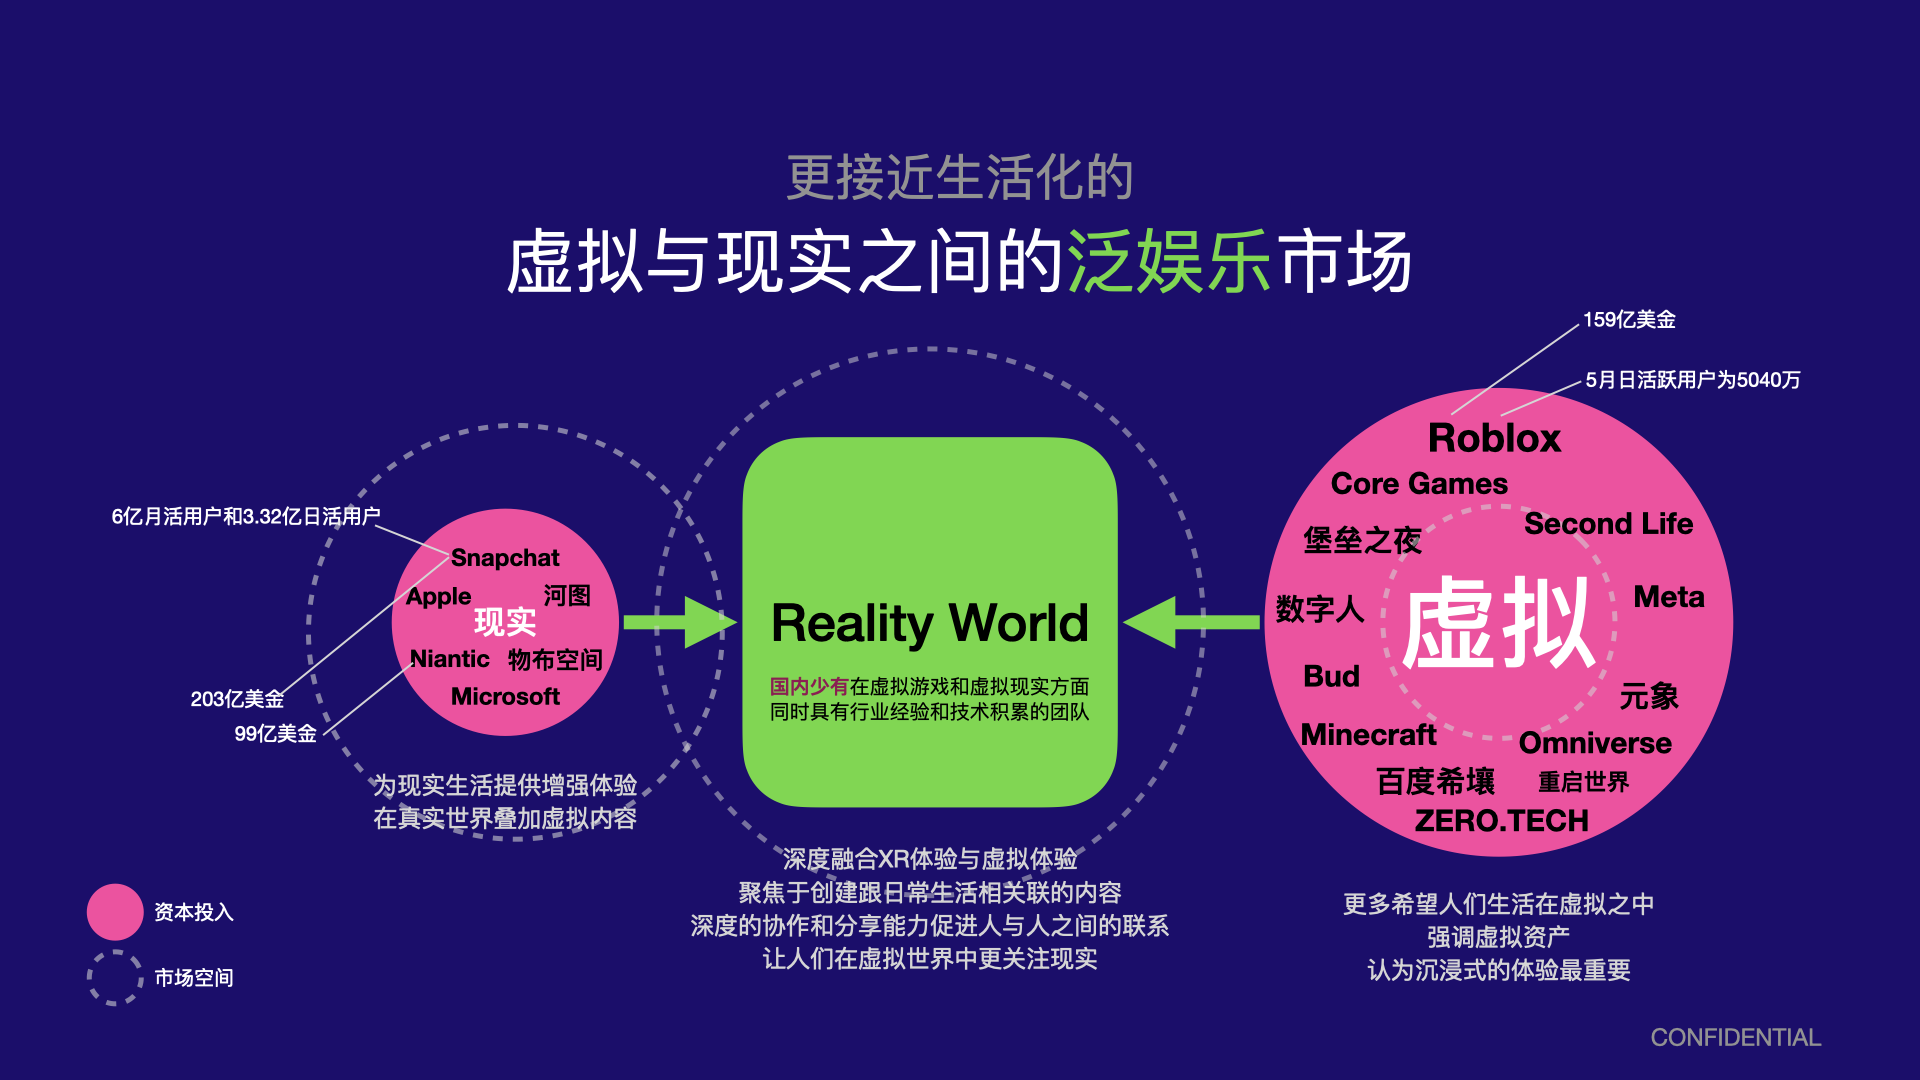 更接近生活化的
虚拟与现实之间的泛娱乐市场
159亿美金
5月日活跃用户为5040万
6亿月活用户和3.32亿日活用户
Snapchat
Apple
河图
现实
Niantic
物布空间
Microsoft
203亿美金
99亿美金
为现实生活提供增强体验
在真实世界叠加虚拟内容
Reality World
国内少有在虚拟游戏和虚拟现实方面
同时具有行业经验和技术积累的团队
深度融合XR体验与虚拟体验
聚焦于创建跟日常生活相关联的内容
深度的协作和分享能力促进人与人之间的联系
让人们在虚拟世界中更关注现实
Roblox
Core Games
Second Life
堡垒之夜
虚拟
Meta
数字人
Bud
元象
Minecraft
Omniverse
百度希壤
重启世界
ZERO.TECH
更多希望人们生活在虚拟之中
强调虚拟资产
认为沉浸式的体验最重要
资本投入
市场空间
CONFIDENTIAL